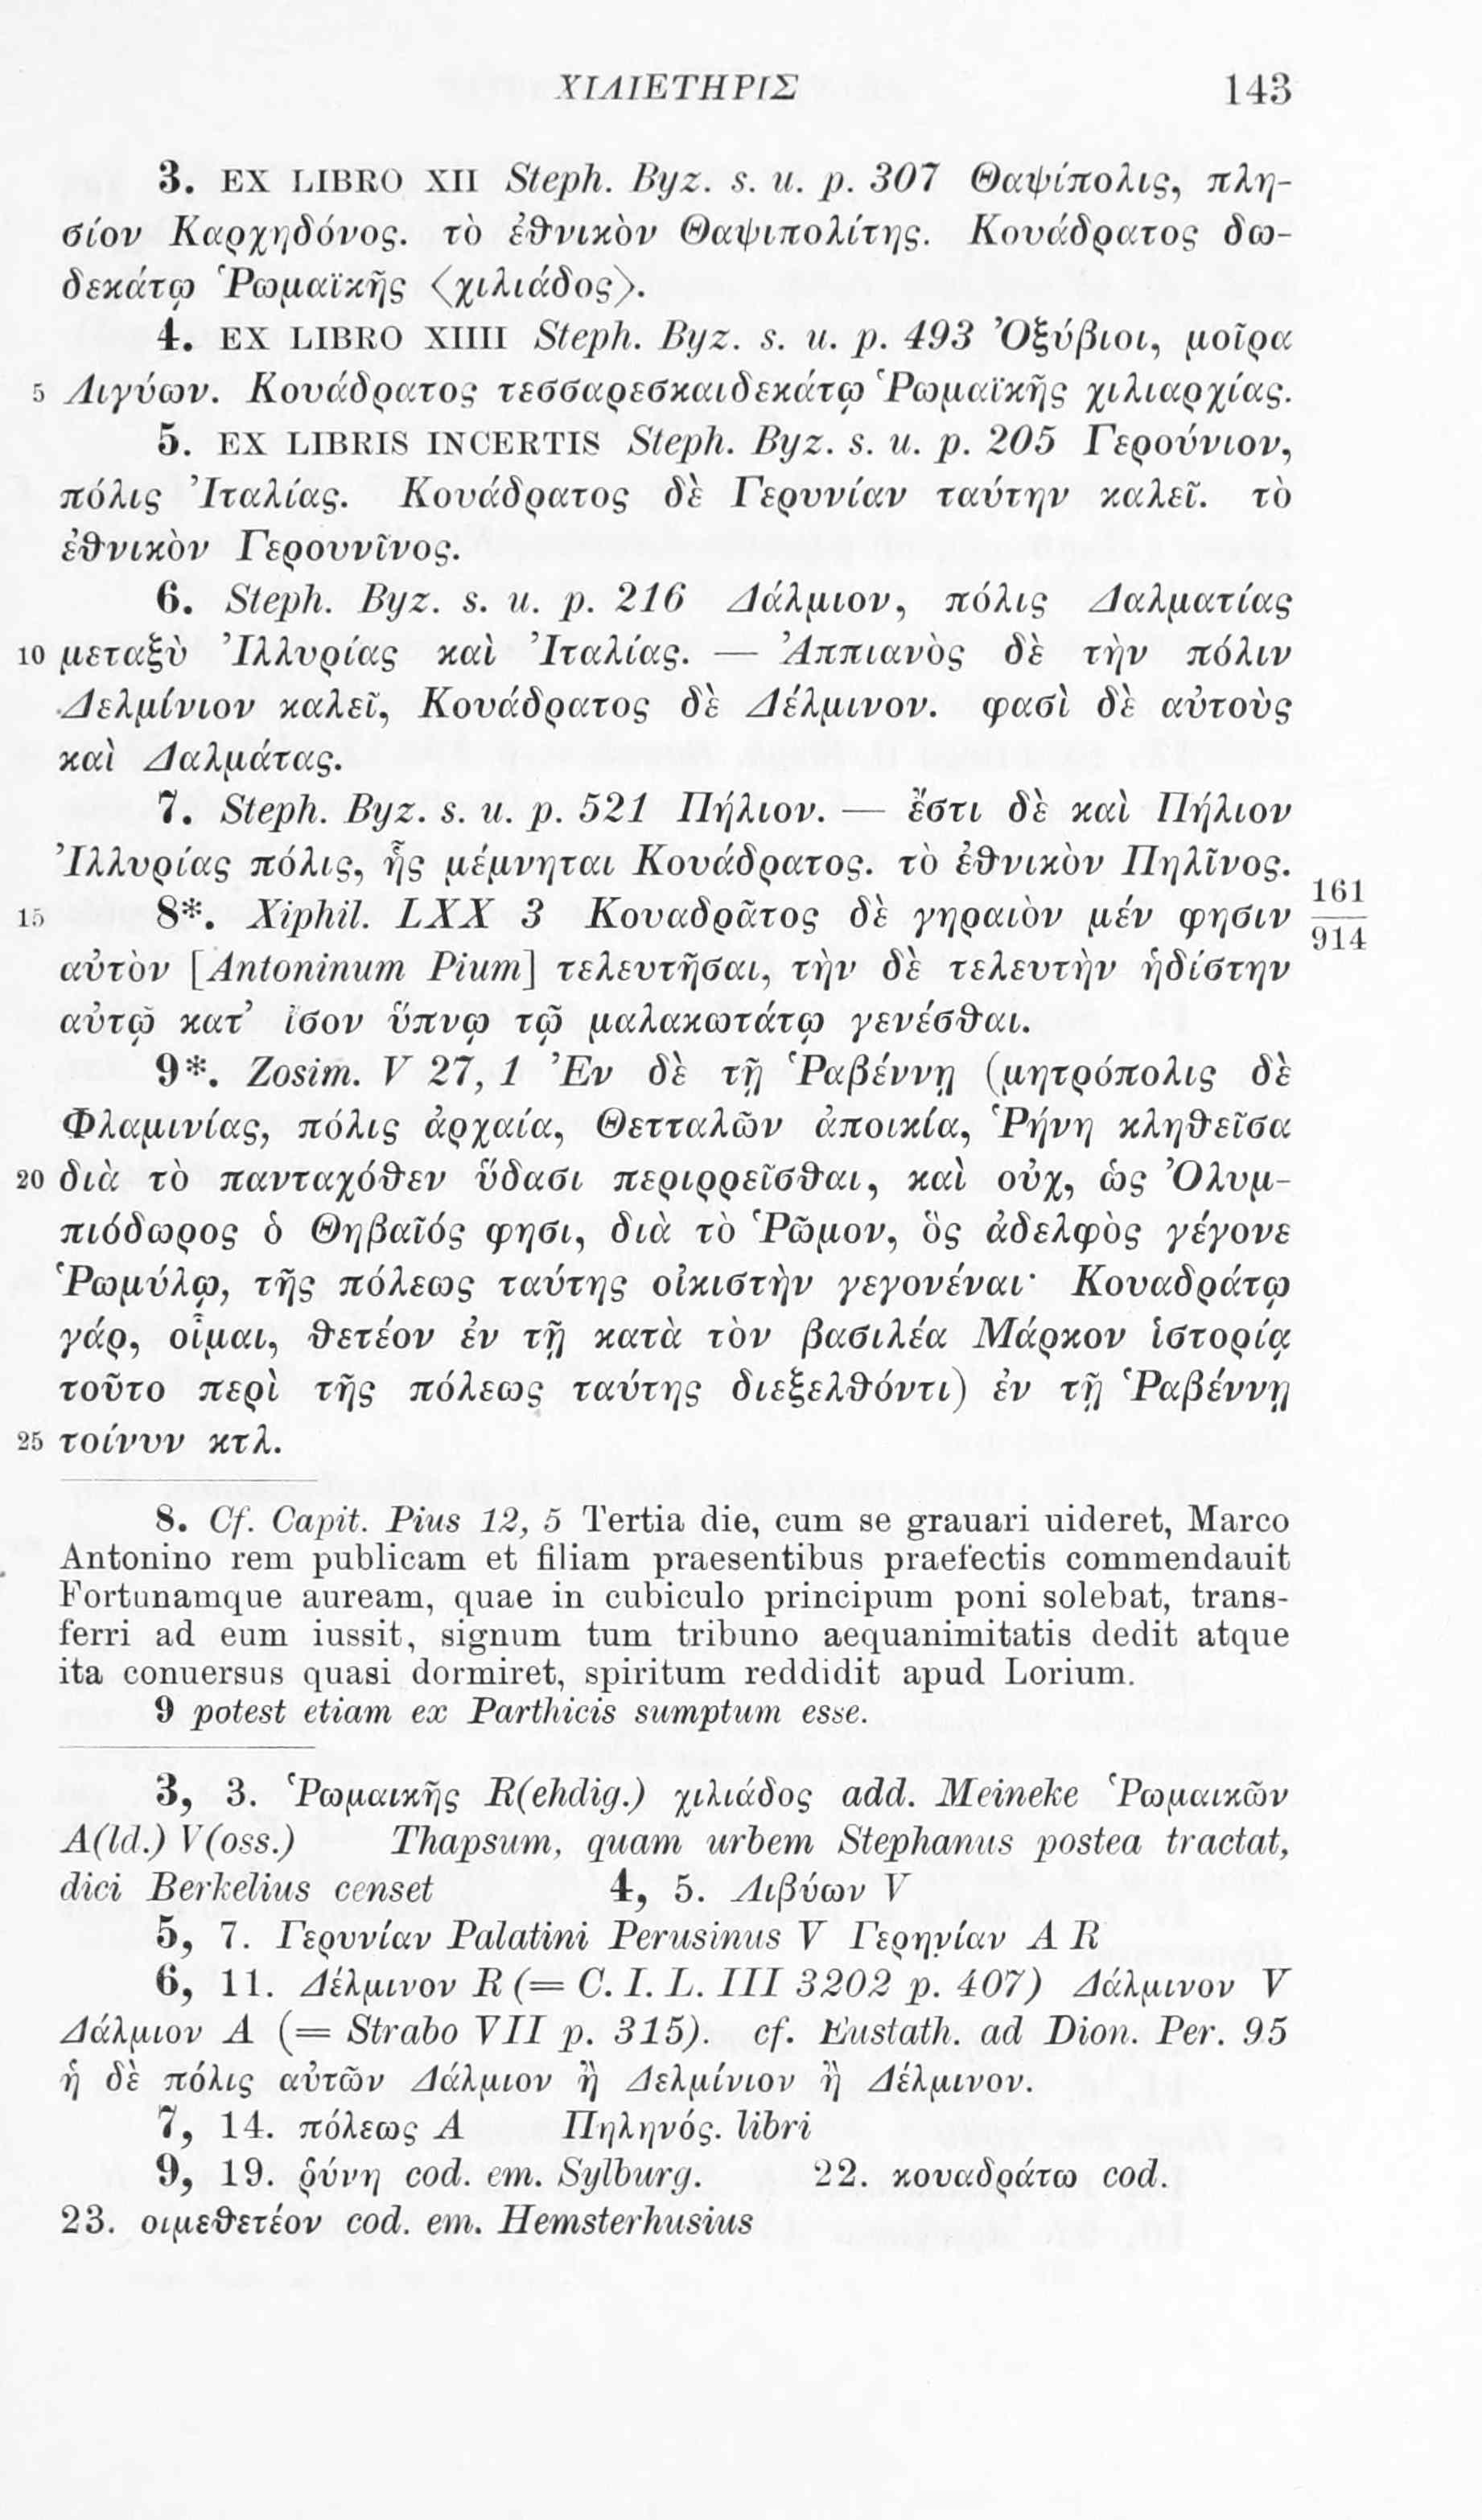 ΧΙΛΙΕΤΗΡΙΣ 143
3. EX LIBRO XII Steph. Byz. s. u. p. 307 Θαψίπολις, πλη-
σίον Καρχηδόνος. τὸ ἐθνικὸν Θαψιπολίτης. Κουάδρατος δω-
δεκάτῳ Ῥωμαϊκῆς <χιλιάδος>.
4. EX LIBRO XIIII Steph. Byz. s. u. p. 493 Ὀξύβιοι, μοῖρα
5 Λιγύων. Κουάδρατος τεσσαρεσκαιδεκάτῳ Ῥωμαϊκῆς χιλιαρχίας.
5. EX LIBRIS INCERTIS Steph. Byz. s. u. p. 205 Γερούνιον,
πόλις Ἰταλίας. Κουάδρατος δὲ Γερυνίαν ταύτην καλεῖ. τὸ
ἐθνικὸν Γερουνῖνος.
6. Steph. Byz. s. u. p. 216 Δάλμιον, πόλις Δαλματίας
10 μεταξὺ Ἰλλυρίας καὶ Ἰταλίας. — Ἀππιανὸς δὲ τὴν πόλιν
Δελμίνιον καλεῖ, Κουάδρατος δὲ Δέλμινον. φασὶ δὲ αὐτοὺς
καὶ Δαλμάτας.
7. Steph. Byz. s. u. p. 521 Πήλιον. — ἔστι δὲ καὶ Πήλιον
Ἰλλυρίας πόλις, ἧς μέμνηται Κουάδρατος. τὸ ἐθνικὸν Πηλῖνος.
15 8*. Xiphil. LXX 3 Κουαδρᾶτος δὲ γηραιὸν μέν φησιν 161/914
αὐτὸν [Antoninum Pium] τελευτῆσαι, τὴν δὲ τελευτὴν ἡδίστην
αὐτῷ κατ’ ἴσον ὕπνῳ τῷ μαλακωτάτῳ γενέσθαι.
9*. Zosim. V 27, 1 Ἐν δὲ τῇ Ῥαβέννῃ (μητρόπολις δὲ
Φλαμινίας, πόλις ἀρχαία, Θετταλῶν ἀποικία, Ῥήνη κληθεῖσα
20 διὰ τὸ πανταχόθεν ὕδασι περιρρεῖσθαι, καὶ οὐχ, ὡς Ὀλυμ-
πιόδωρος ὁ Θηβαῖός φησι, διὰ τὸ Ῥῶμον, ὃς ἀδελφὸς γέγονε
Ῥωμύλῳ, τῆς πόλεως ταύτης οἰκιστὴν γεγονέναι· Κουαδράτῳ
γάρ, οἶμαι, θετέον ἐν τῇ κατὰ τὸν βασιλέα Μάρκον ἱστορίᾳ
τοῦτο περὶ τῆς πόλεως ταύτης διεξελθόντι) ἐν τῇ Ῥαβέννῃ
25 τοίνυν κτλ.
8. Cf. Capit. Pius 12, 5 Tertia die, cum se grauari uideret, Marco
Antonino rem publicam et filiam praesentibus praefectis commendauit
Fortunamque auream, quae in cubiculo principum poni solebat, trans-
ferri ad eum iussit, signum tum tribuno aequanimitatis dedit atque
ita conuersus quasi dormiret, spiritum reddidit apud Lorium.
9 potest etiam ex Parthicis sumptum esse.
3, 3. Ῥωμαικῆς R(ehdig.) χιλιάδος add. Meineke Ῥωμαικῶν
A(ld.) V(oss.) Thapsum, quam urbem Stephanus postea tractat,
dici Berkelius censet 4, 5. Λιβύων V
5, 7. Γερυνίαν Palatini Perusinus V Γερηνίαν A R
6, 11. Δέλμινον R (= C. I. L. III 3202 p. 407) Δάλμινον V
Δάλμιον A (= Strabo VII p. 315). cf. Eustath. ad Dion. Per. 95
ἡ δὲ πόλις αὐτῶν Δάλμιον ἢ Δελμίνιον ἢ Δέλμινον.
7, 14. πόλεως A Πηληνός. libri
9, 19. ῥύνη cod. em. Sylburg. 22. κουαδράτω cod.
23. οιμεθετέον cod. em. Hemsterhusius